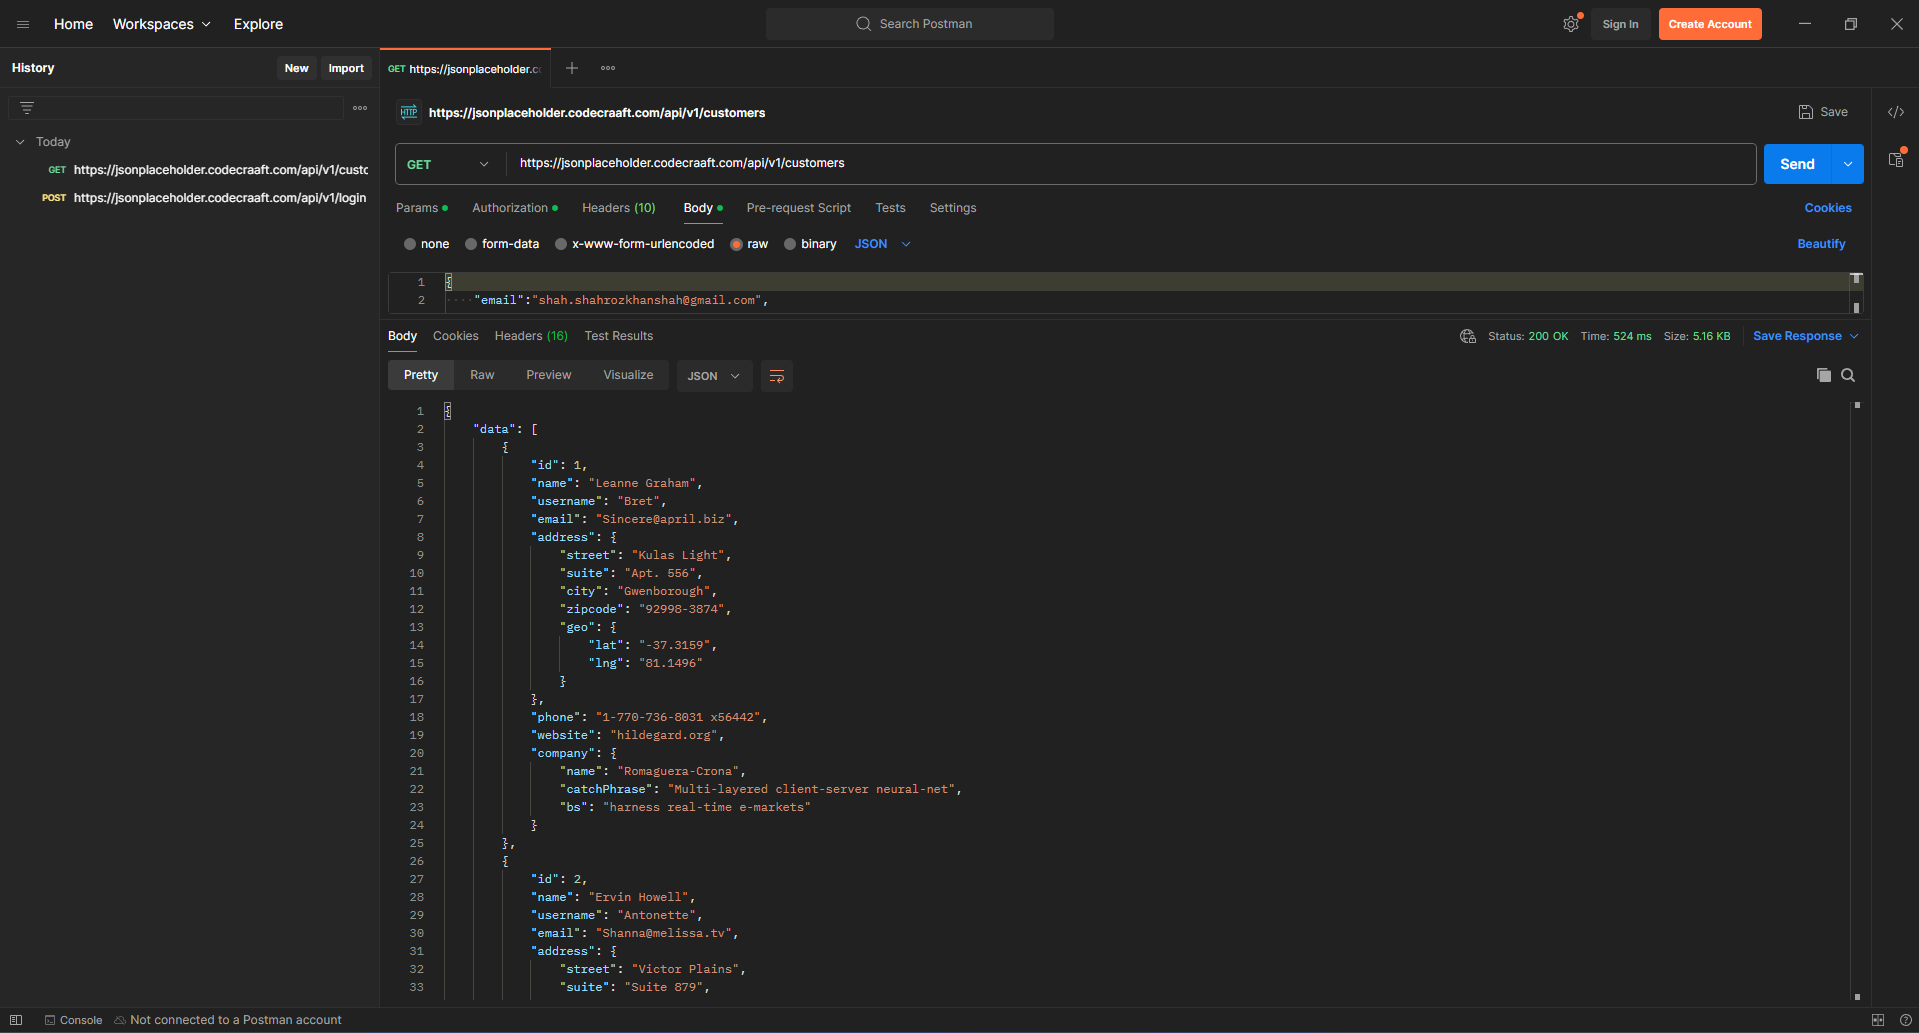 Home Workspaces Explore Search Postman Sign In Create Account
History New Import
GET https://jsonplaceholder.co
https://jsonplaceholder.codecraaft.com/api/v1/customers Save
Today
GET https://jsonplaceholder.codecraaft.com/api/v1/custo
POST https://jsonplaceholder.codecraaft.com/api/v1/login
GET https://jsonplaceholder.codecraaft.com/api/v1/customers Send
Params Authorization Headers (10) Body Pre-request Script Tests Settings Cookies
none form-data x-www-form-urlencoded raw binary JSON Beautify
1 {
2 "email":"shah.shahrozkhanshah@gmail.com",
Body Cookies Headers (16) Test Results Status: 200 OK Time: 524 ms Size: 5.16 KB Save Response
Pretty Raw Preview Visualize JSON
1 {
2 "data": [
3 {
4 "id": 1,
5 "name": "Leanne Graham",
6 "username": "Bret",
7 "email": "Sincere@april.biz",
8 "address": {
9 "street": "Kulas Light",
10 "suite": "Apt. 556",
11 "city": "Gwenborough",
12 "zipcode": "92998-3874",
13 "geo": {
14 "lat": "-37.3159",
15 "lng": "81.1496"
16 }
17 },
18 "phone": "1-770-736-8031 x56442",
19 "website": "hildegard.org",
20 "company": {
21 "name": "Romaguera-Crona",
22 "catchPhrase": "Multi-layered client-server neural-net",
23 "bs": "harness real-time e-markets"
24 }
25 },
26 {
27 "id": 2,
28 "name": "Ervin Howell",
29 "username": "Antonette",
30 "email": "Shanna@melissa.tv",
31 "address": {
32 "street": "Victor Plains",
33 "suite": "Suite 879",
Console Not connected to a Postman account